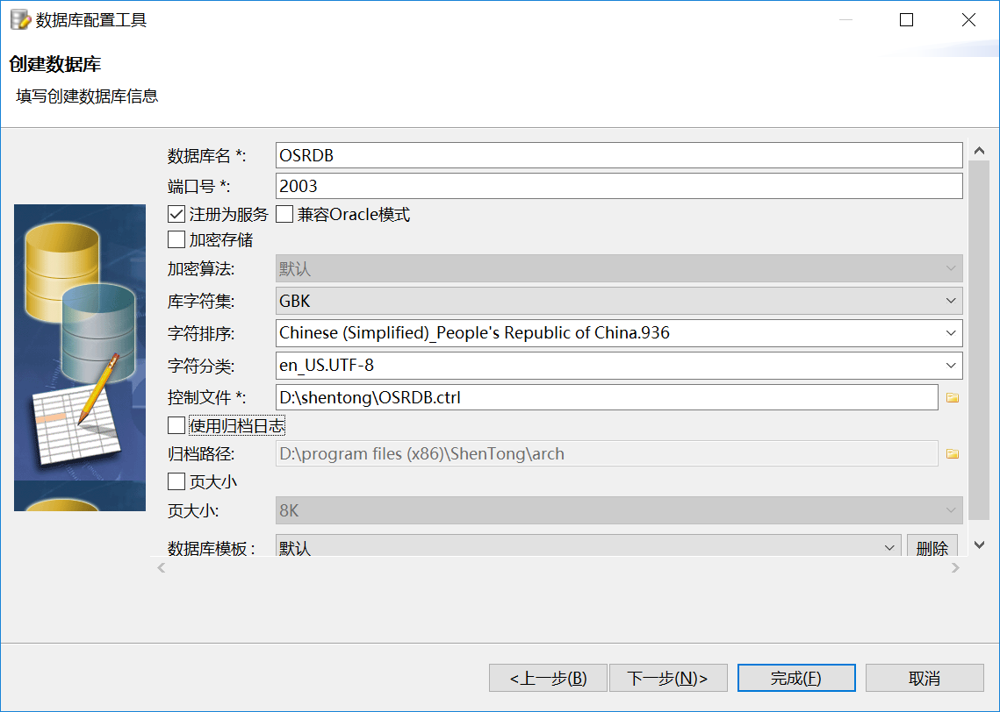 数据库配置工具
创建数据库
填写创建数据库信息
数据库名 *: OSRDB
端口号 *: 2003
注册为服务 兼容Oracle模式
加密存储
加密算法: 默认
库字符集: GBK
字符排序: Chinese (Simplified)_People's Republic of China.936
字符分类: en_US.UTF-8
控制文件 *: D:\shentong\OSRDB.ctrl
使用归档日志
归档路径: D:\program files (x86)\ShenTong\arch
页大小
页大小: 8K
数据库模板 : 默认 删除
<上一步(B) 下一步(N)> 完成(F) 取消